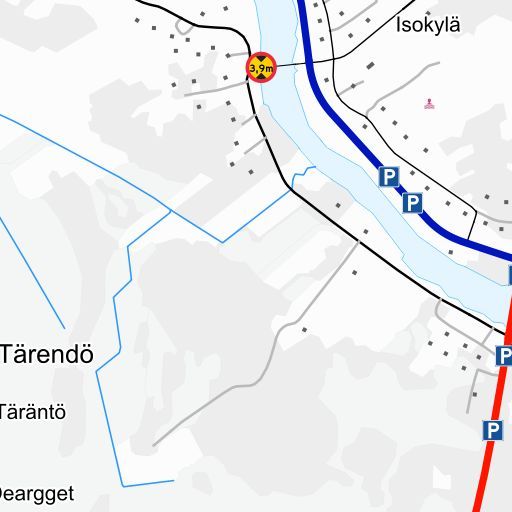 Isokylä
3,9m
P
P
P
Tärendö
Täräntö
Deargget
P